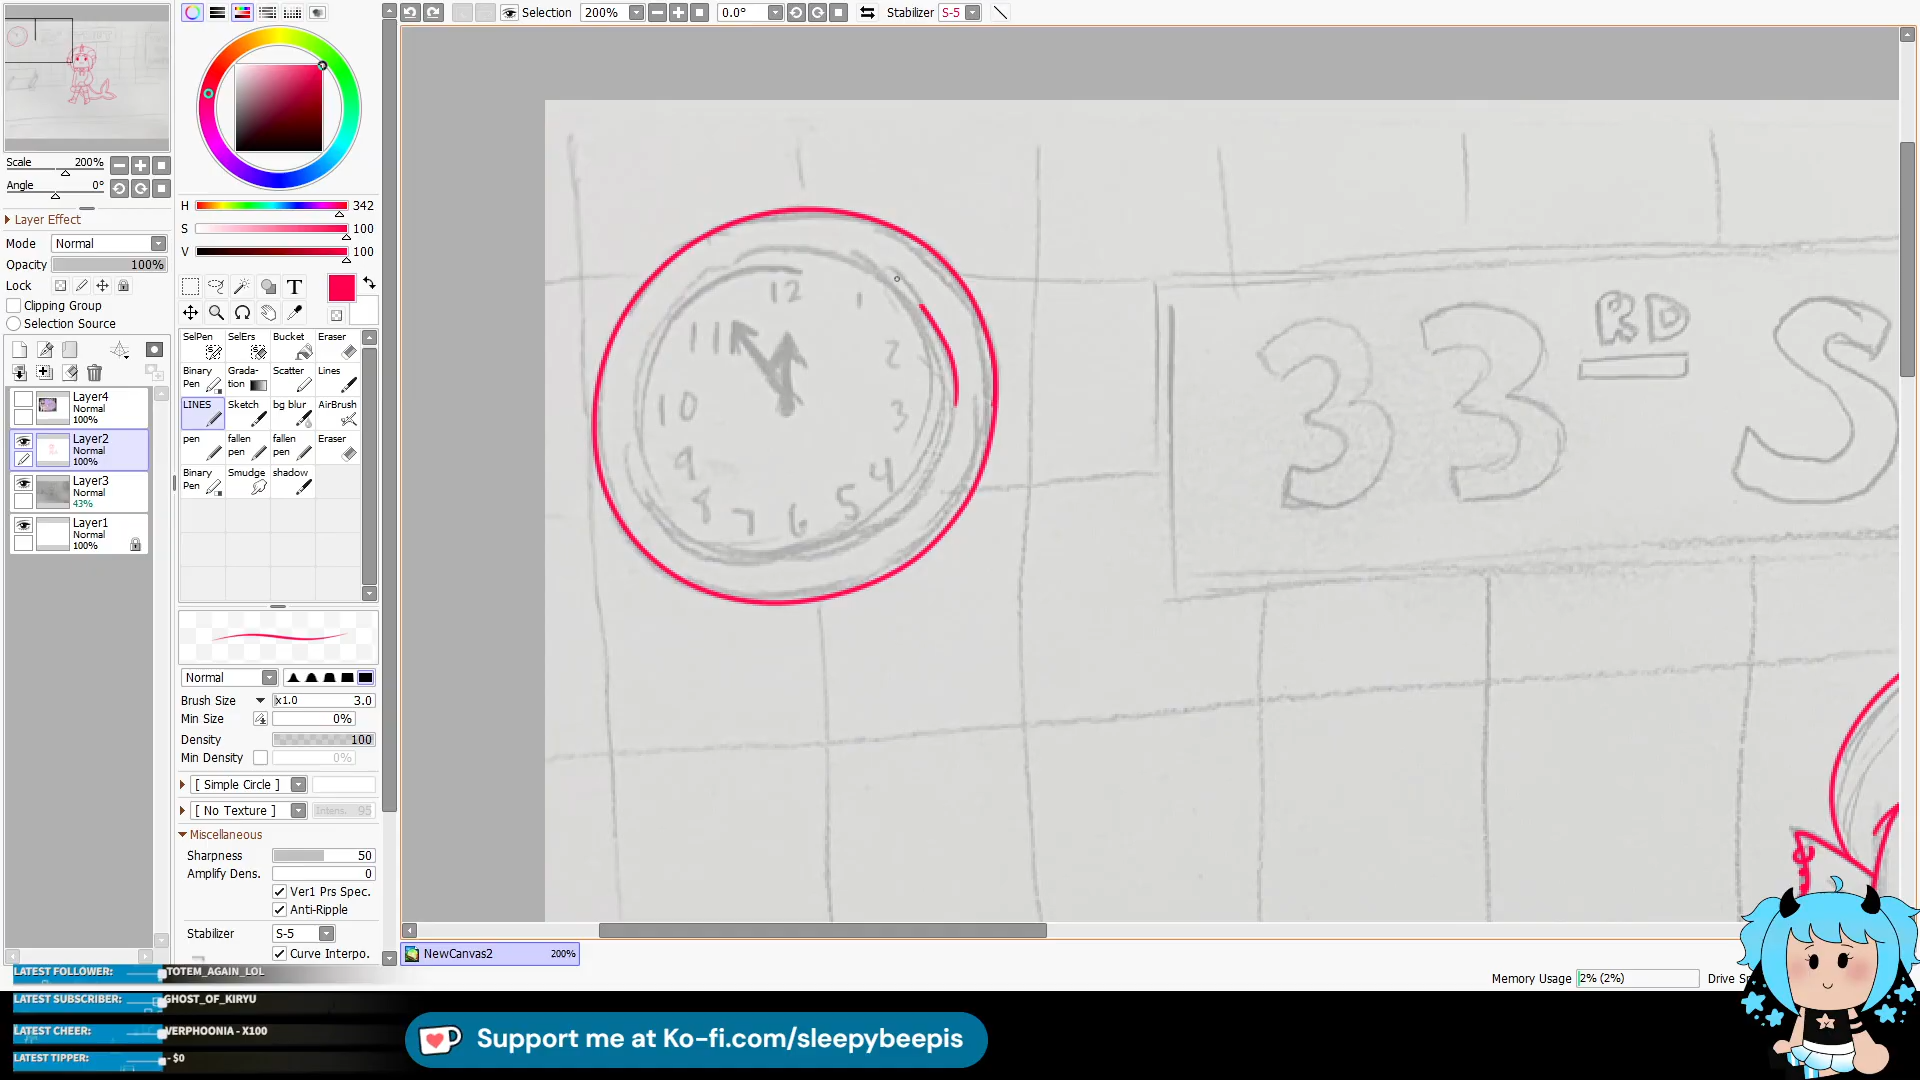 Selection 200% 0.0° Stabilizer S-5
Scale 200%
Angle 0°
Layer Effect
Mode Normal
Opacity 100%
Lock
Clipping Group
Selection Source
Layer4
Normal
100%
Layer2
Normal
100%
Layer3
Normal
43%
Layer1
Normal
100%
H 342
S 100
V 100
T
SelPen SelErs Bucket Eraser
Binary Pen Grada-tion Scatter Lines
LINES Sketch bg blur AirBrush
pen fallen pen fallen pen Eraser
Binary Pen Smudge shadow
Normal
Brush Size x1.0 3.0
Min Size 0%
Density 100
Min Density 0%
[ Simple Circle ]
[ No Texture ] Intens. 95
Miscellaneous
Sharpness 50
Amplify Dens. 0
Ver1 Prs Spec.
Anti-Ripple
Stabilizer S-5
Curve Interpo.
12
11 1
2
10 3
9 4
8 7 6 5
33RD S
NewCanvas2 200%
Memory Usage 2% (2%) Drive
LATEST FOLLOWER: TOTEM_AGAIN_LOL
LATEST SUBSCRIBER: GHOST_OF_KIRYU
LATEST CHEER: VERPHOONIA - X100
LATEST TIPPER: - $0
Support me at Ko-fi.com/sleepybeepis